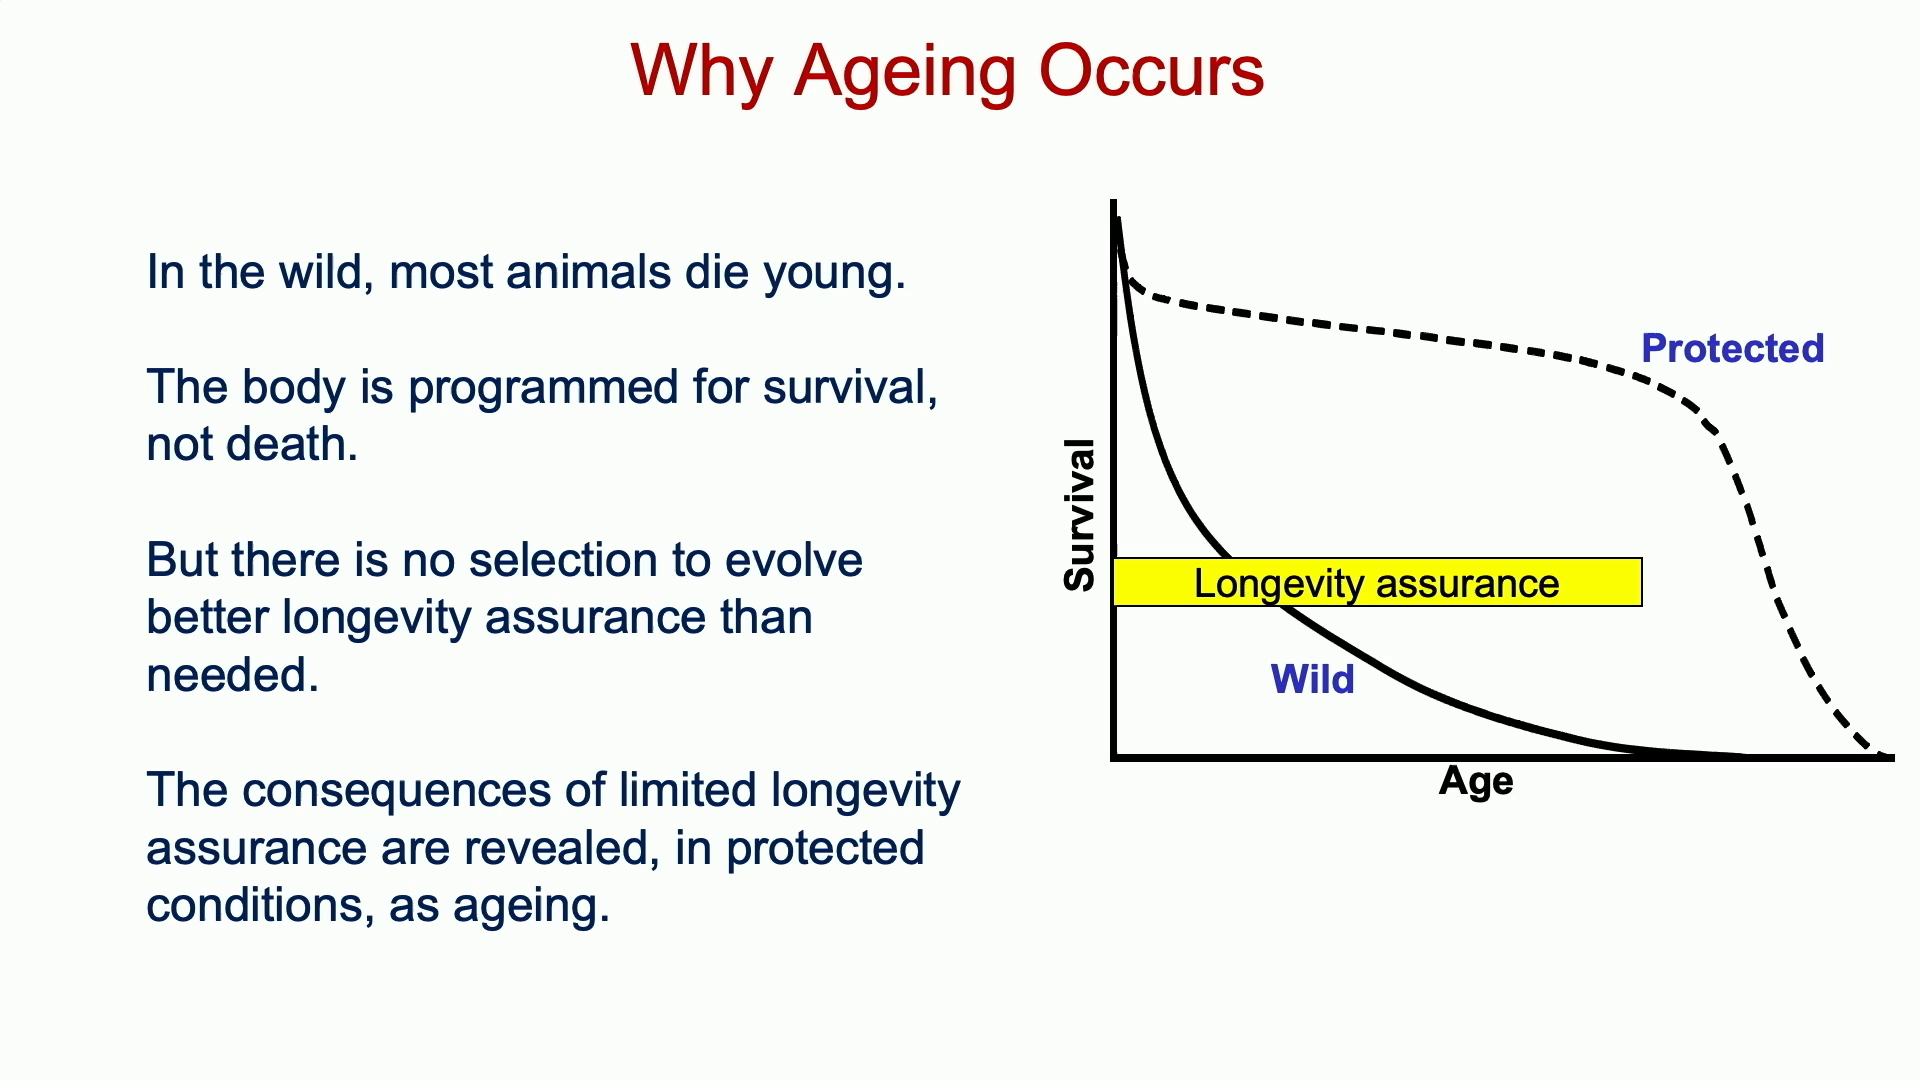 Why Ageing Occurs
In the wild, most animals die young.
The body is programmed for survival,
not death.
But there is no selection to evolve
better longevity assurance than
needed.
The consequences of limited longevity
assurance are revealed, in protected
conditions, as ageing.
Survival
Protected
Longevity assurance
Wild
Age